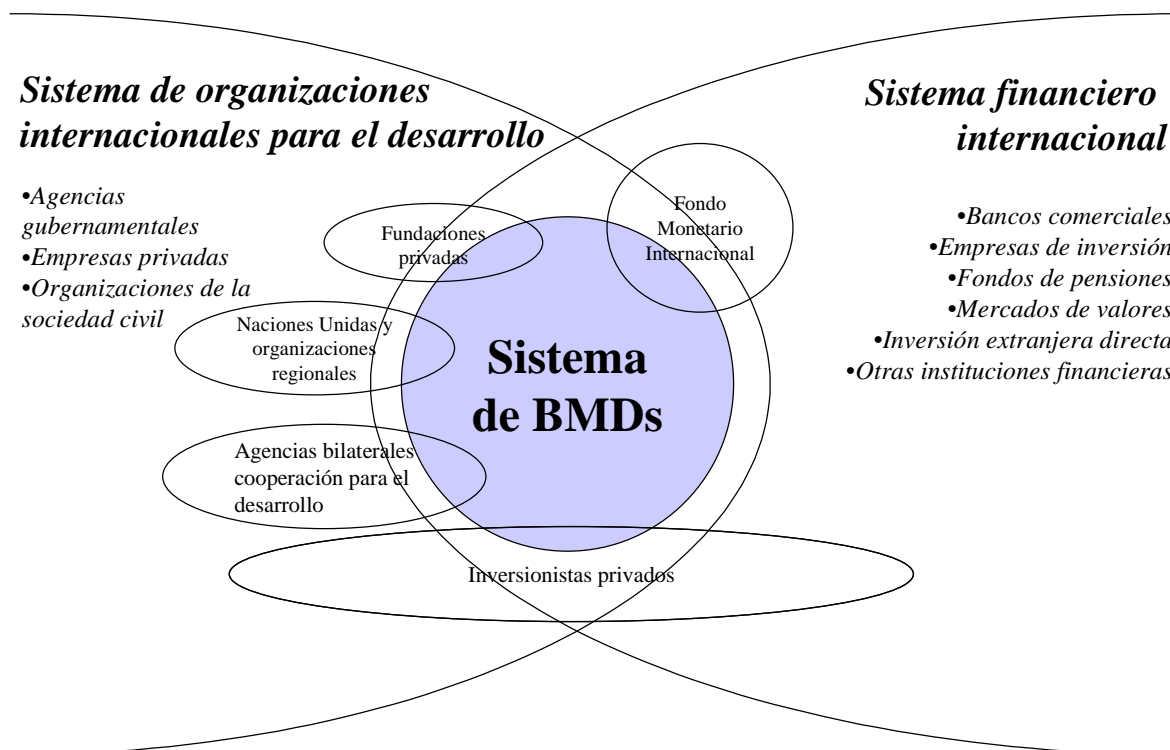 Sistema de organizaciones
internacionales para el desarrollo
•Agencias
gubernamentales
•Empresas privadas
•Organizaciones de la
sociedad civil
Sistema financiero
internacional
•Bancos comerciales
•Empresas de inversión
•Fondos de pensiones
•Mercados de valores
•Inversión extranjera directa
•Otras instituciones financieras
Fundaciones
privadas
Fondo
Monetario
Internacional
Naciones Unidas y
organizaciones
regionales
Sistema
de BMDs
Agencias bilaterales
cooperación para el
desarrollo
Inversionistas privados